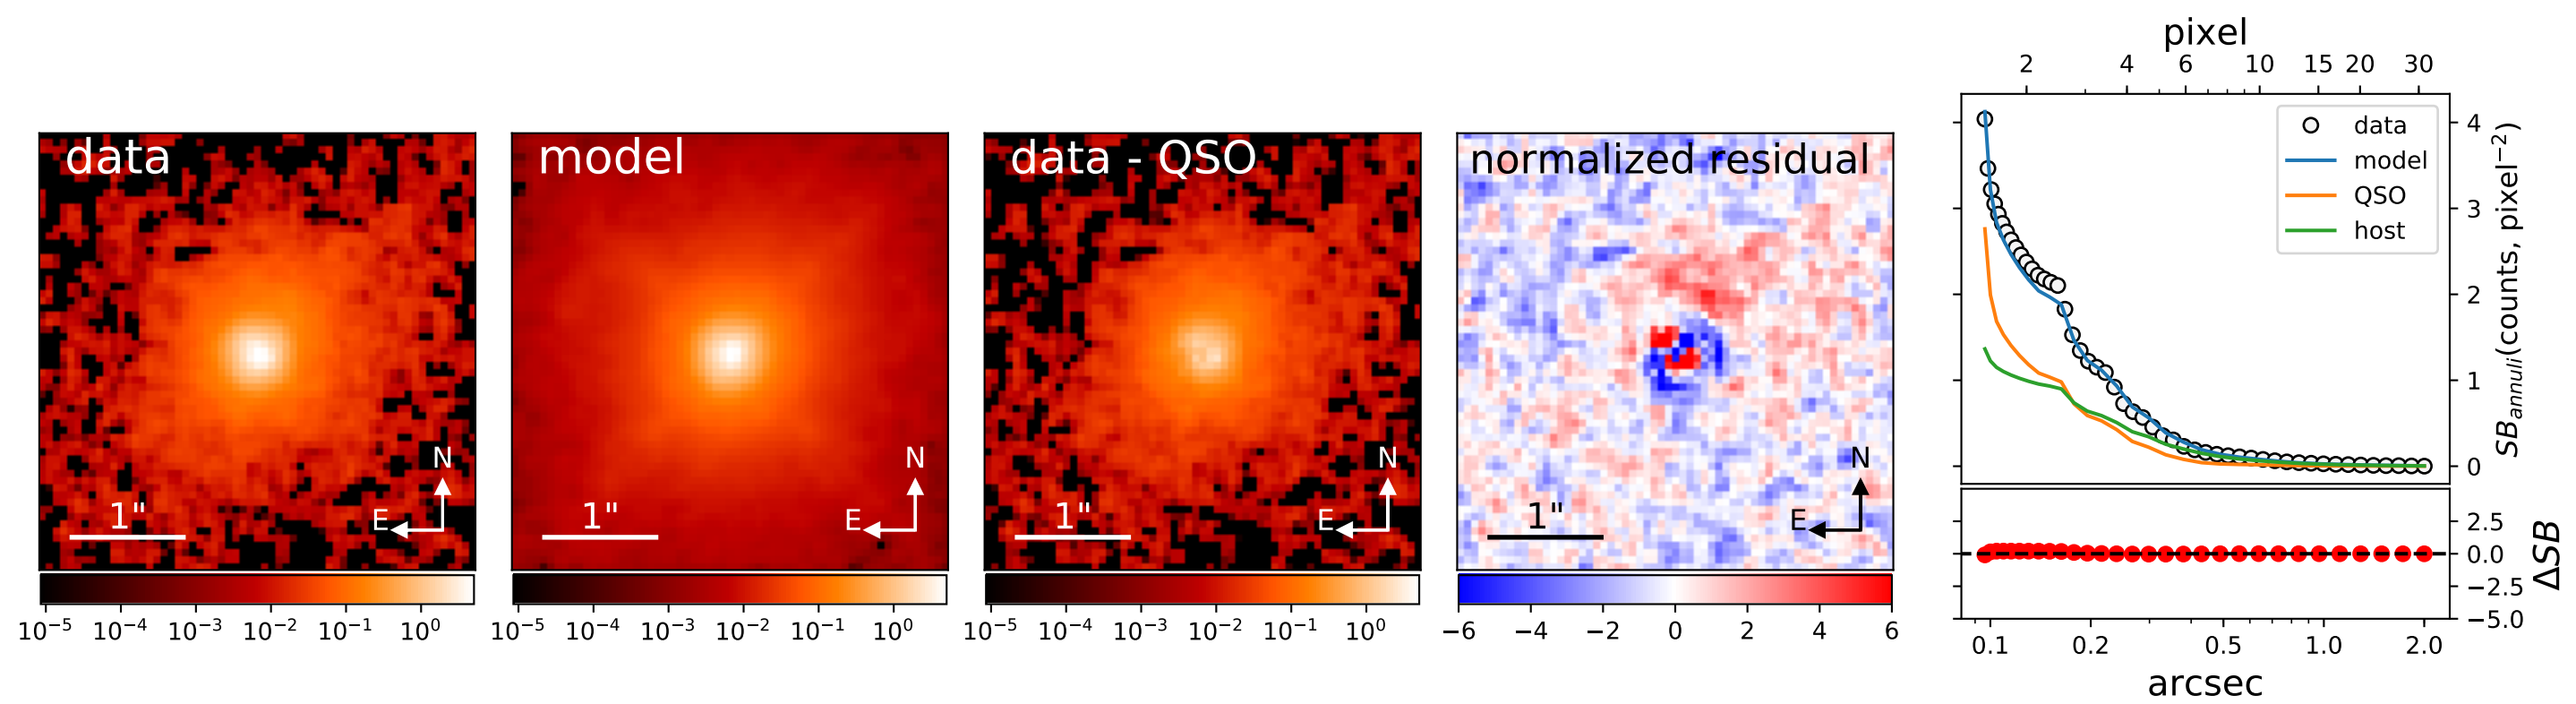 data
N
E
1"
10⁻⁵ 10⁻⁴ 10⁻³ 10⁻² 10⁻¹ 10⁰
model
N
E
1"
10⁻⁵ 10⁻⁴ 10⁻³ 10⁻² 10⁻¹ 10⁰
data - QSO
N
E
1"
10⁻⁵ 10⁻⁴ 10⁻³ 10⁻² 10⁻¹ 10⁰
normalized residual
N
E
1"
−6 −4 −2 0 2 4 6
pixel
2 4 6 10 15 20 30
data
model
QSO
host
4
3
2
1
0
SB_annuli(counts, pixel⁻²)
2.5
0.0
−2.5
−5.0
ΔSB
0.1 0.2 0.5 1.0 2.0
arcsec